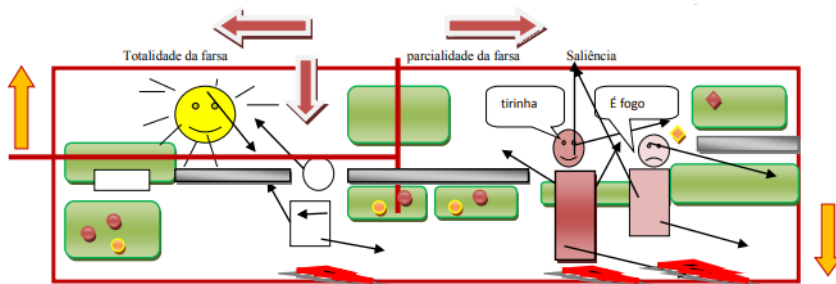 Totalidade da farsa
parcialidade da farsa
Saliência
tirinha
É fogo